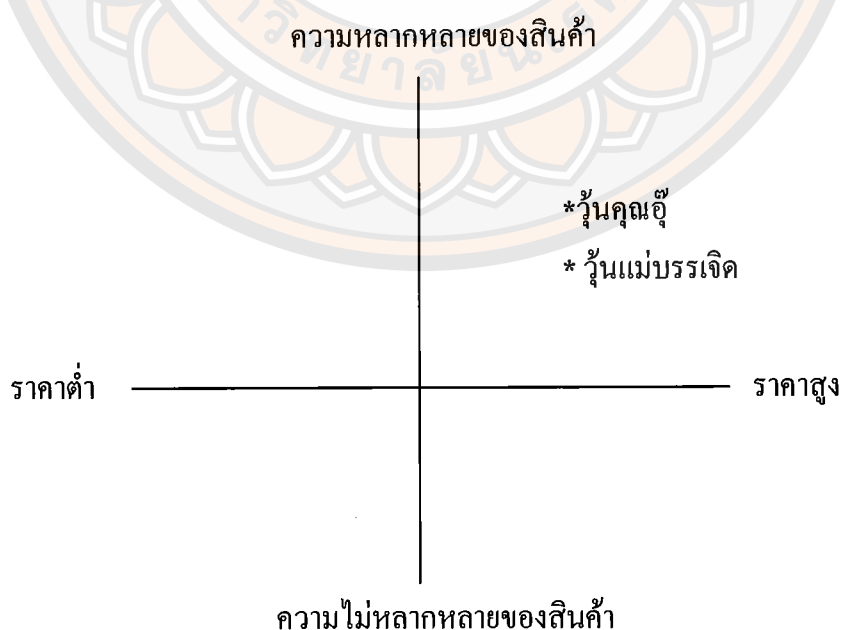 ความหลากหลายของสินค้า
*วุ้นคุณอุ๊
* วุ้นแม่บรรเจิด
ราคาต่ำ ราคาสูง
ความไม่หลากหลายของสินค้า